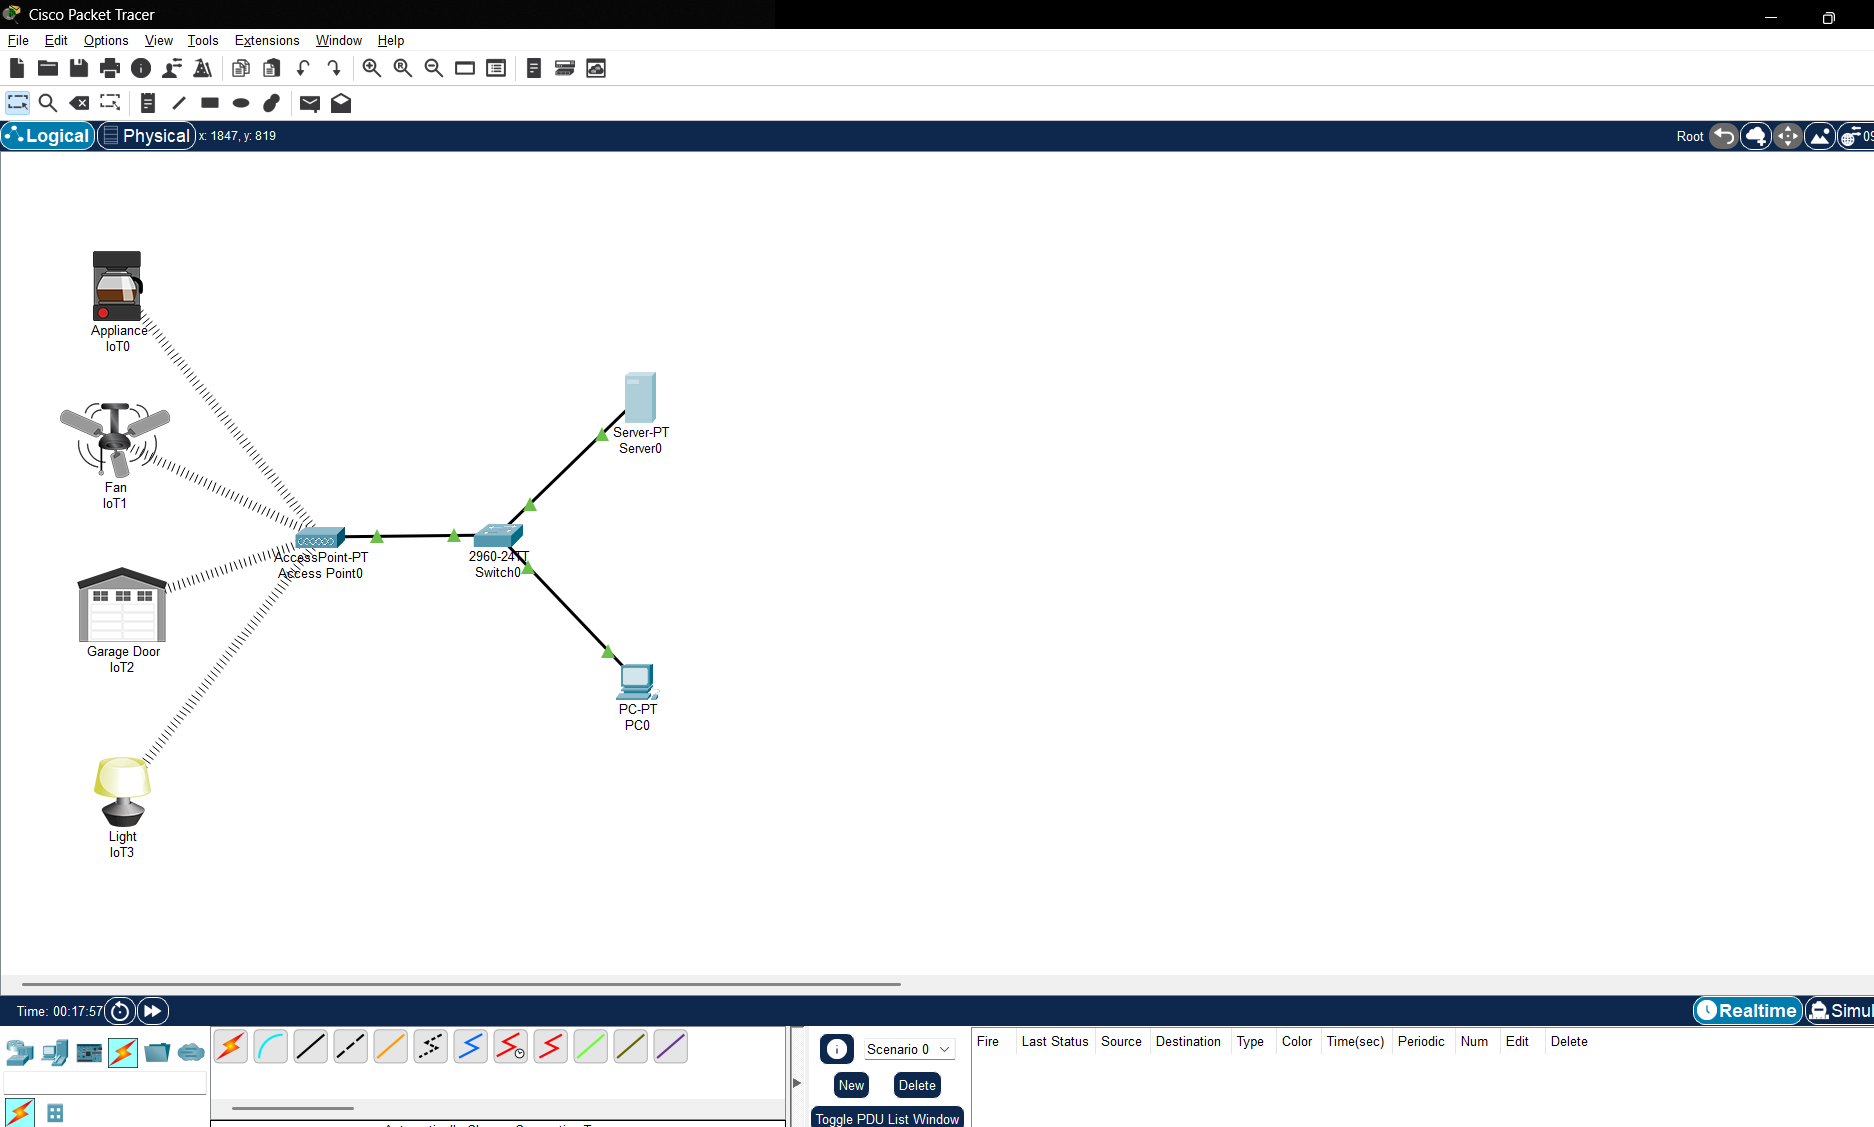 Cisco Packet Tracer
File Edit Options View Tools Extensions Window Help
Logical Physical x: 1847, y: 819 Root
Appliance
IoT0
Fan
IoT1
Server-PT
Server0
AccessPoint-PT
Access Point0
2960-24TT
Switch0
Garage Door
IoT2
PC-PT
PC0
Light
IoT3
Time: 00:17:57 Realtime Simul
Scenario 0 Fire Last Status Source Destination Type Color Time(sec) Periodic Num Edit Delete
New Delete
Toggle PDU List Window